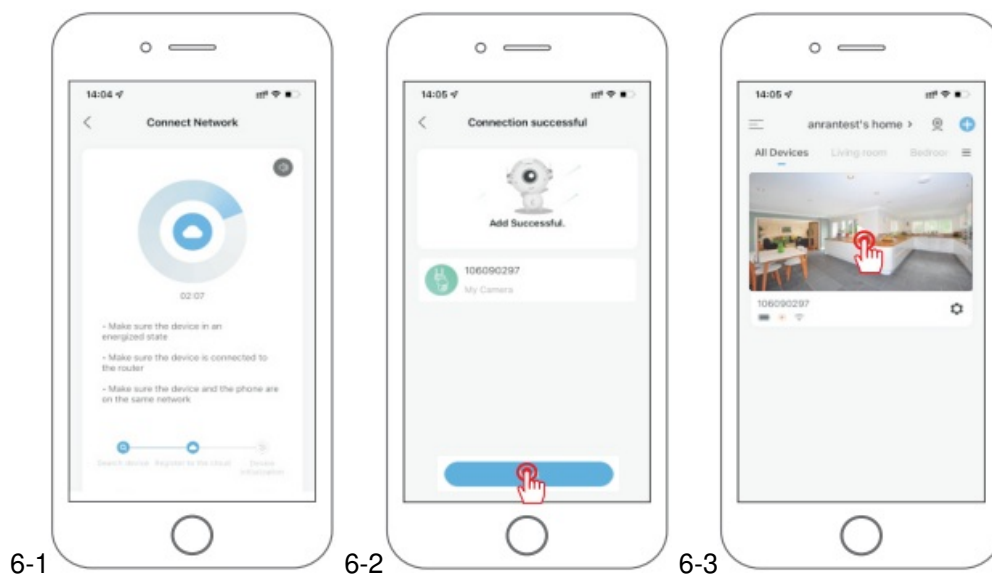 14:04
Connect Network
02:07
- Make sure the device in an
energized state
- Make sure the device is connected to
the router
- Make sure the device and the phone are
on the same network
Search device
Register to the cloud
Device
initialization
6-1
14:05
Connection successful
Add Successful.
106090297
My Camera
6-2
14:05
anrantest's home >
All Devices
Living room
Bedroor
106090297
6-3